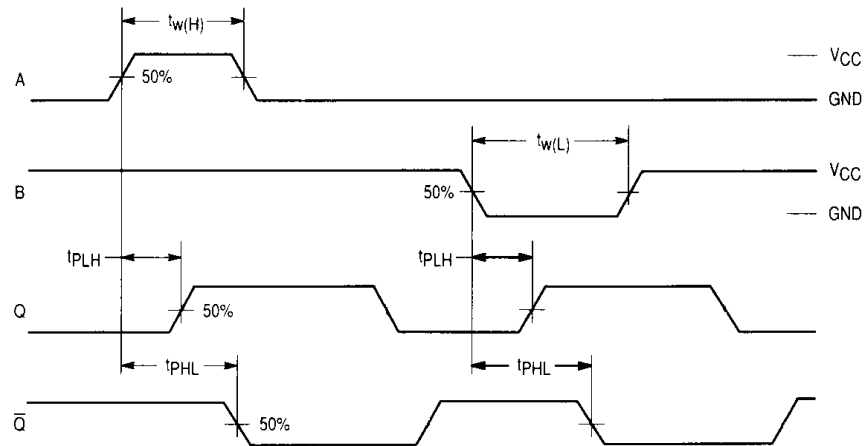 tw(H)
VCC
A
50%
GND
tw(L)
VCC
B
50%
GND
tPLH
tPLH
Q
50%
tPHL
tPHL
Q̅
50%